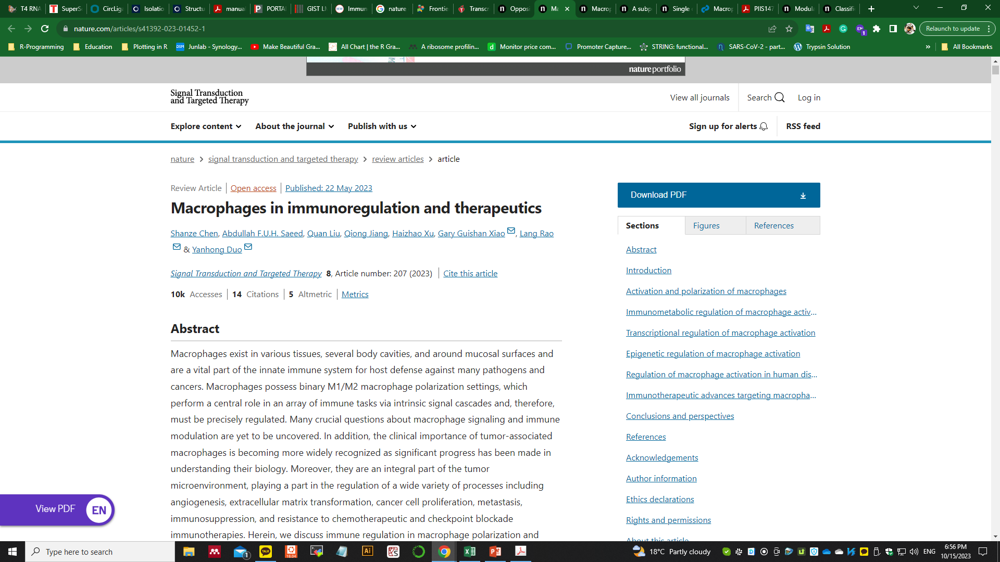 T4 RNA
SuperS
CircLiga
Isolatio
Structu
manual
PORTAL
GIST LM
Immun
nature
Frontie
Transcr
Opposi
Ma
Macrop
A subp
Single
Macrop
PIIS147
Modula
Classifi
nature.com/articles/s41392-023-01452-1
Relaunch to update
R-Programming
Education
Plotting in R
Junlab - Synology...
Make Beautiful Gra...
All Chart | the R Gra...
A ribosome profilin...
Monitor price com...
Promoter Capture...
STRING: functional...
SARS-CoV-2 - part...
Trypsin Solution
»
All Bookmarks
nature portfolio
Signal Transduction
and Targeted Therapy
View all journals
Search
Log in
Explore content
About the journal
Publish with us
Sign up for alerts
RSS feed
nature > signal transduction and targeted therapy > review articles > article
Review Article | Open access | Published: 22 May 2023
Macrophages in immunoregulation and therapeutics
Shanze Chen, Abdullah F.U.H. Saeed, Quan Liu, Qiong Jiang, Haizhao Xu, Gary Guishan Xiao, Lang Rao
& Yanhong Duo
Signal Transduction and Targeted Therapy 8, Article number: 207 (2023) | Cite this article
10k Accesses | 14 Citations | 5 Altmetric | Metrics
Abstract
Macrophages exist in various tissues, several body cavities, and around mucosal surfaces and
are a vital part of the innate immune system for host defense against many pathogens and
cancers. Macrophages possess binary M1/M2 macrophage polarization settings, which
perform a central role in an array of immune tasks via intrinsic signal cascades and, therefore,
must be precisely regulated. Many crucial questions about macrophage signaling and immune
modulation are yet to be uncovered. In addition, the clinical importance of tumor-associated
macrophages is becoming more widely recognized as significant progress has been made in
understanding their biology. Moreover, they are an integral part of the tumor
microenvironment, playing a part in the regulation of a wide variety of processes including
angiogenesis, extracellular matrix transformation, cancer cell proliferation, metastasis,
immunosuppression, and resistance to chemotherapeutic and checkpoint blockade
immunotherapies. Herein, we discuss immune regulation in macrophage polarization and
Download PDF
Sections
Figures
References
Abstract
Introduction
Activation and polarization of macrophages
Immunometabolic regulation of macrophage activ...
Transcriptional regulation of macrophage activation
Epigenetic regulation of macrophage activation
Regulation of macrophage activation in human dis...
Immunotherapeutic advances targeting macropha...
Conclusions and perspectives
References
Acknowledgements
Author information
Ethics declarations
Rights and permissions
About this article
View PDF EN
Type here to search
18°C Partly cloudy
ENG
6:56 PM
10/15/2023